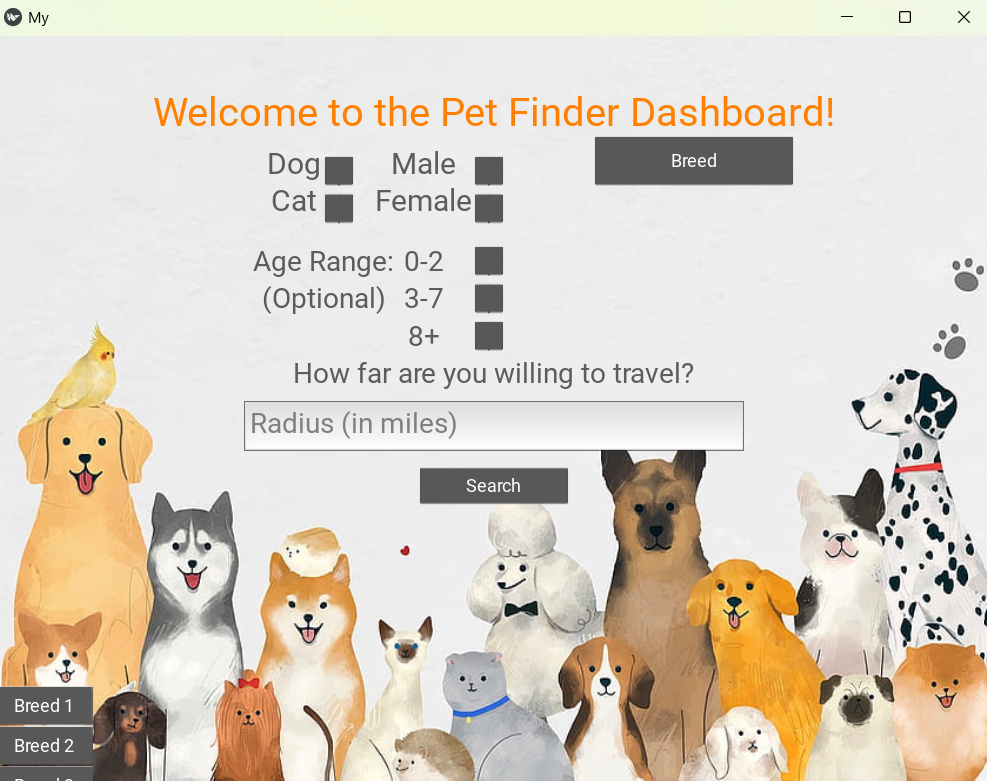 My
Welcome to the Pet Finder Dashboard!
Dog Male Breed
Cat Female
Age Range: 0-2
(Optional) 3-7
8+
How far are you willing to travel?
Radius (in miles)
Search
Breed 1
Breed 2